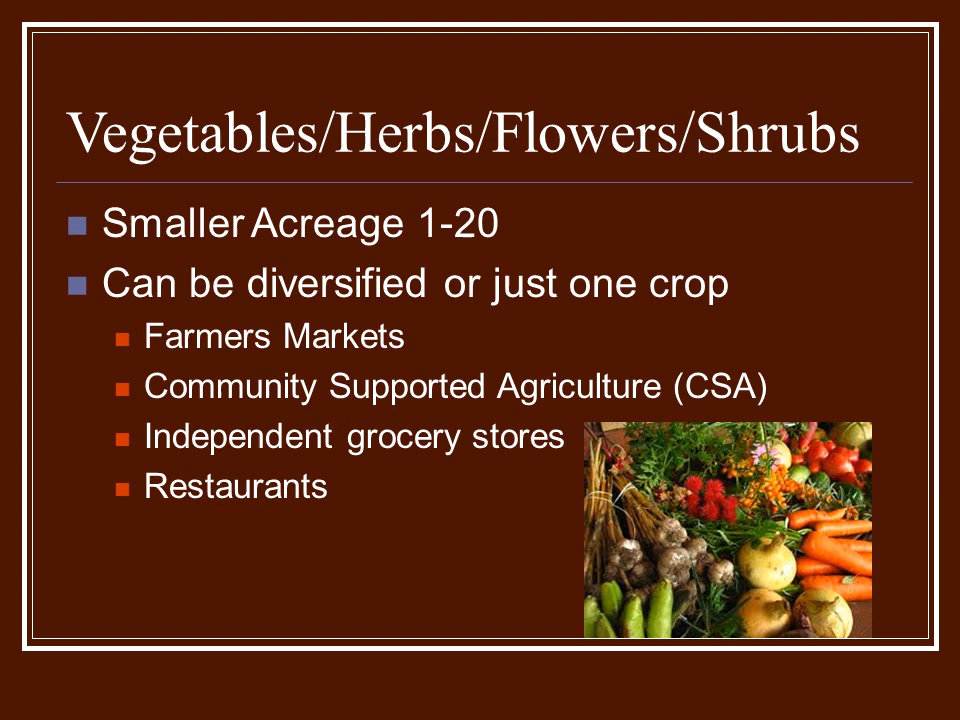 Vegetables/Herbs/Flowers/Shrubs
Smaller Acreage 1-20
Can be diversified or just one crop
Farmers Markets
Community Supported Agriculture (CSA)
Independent grocery stores
Restaurants